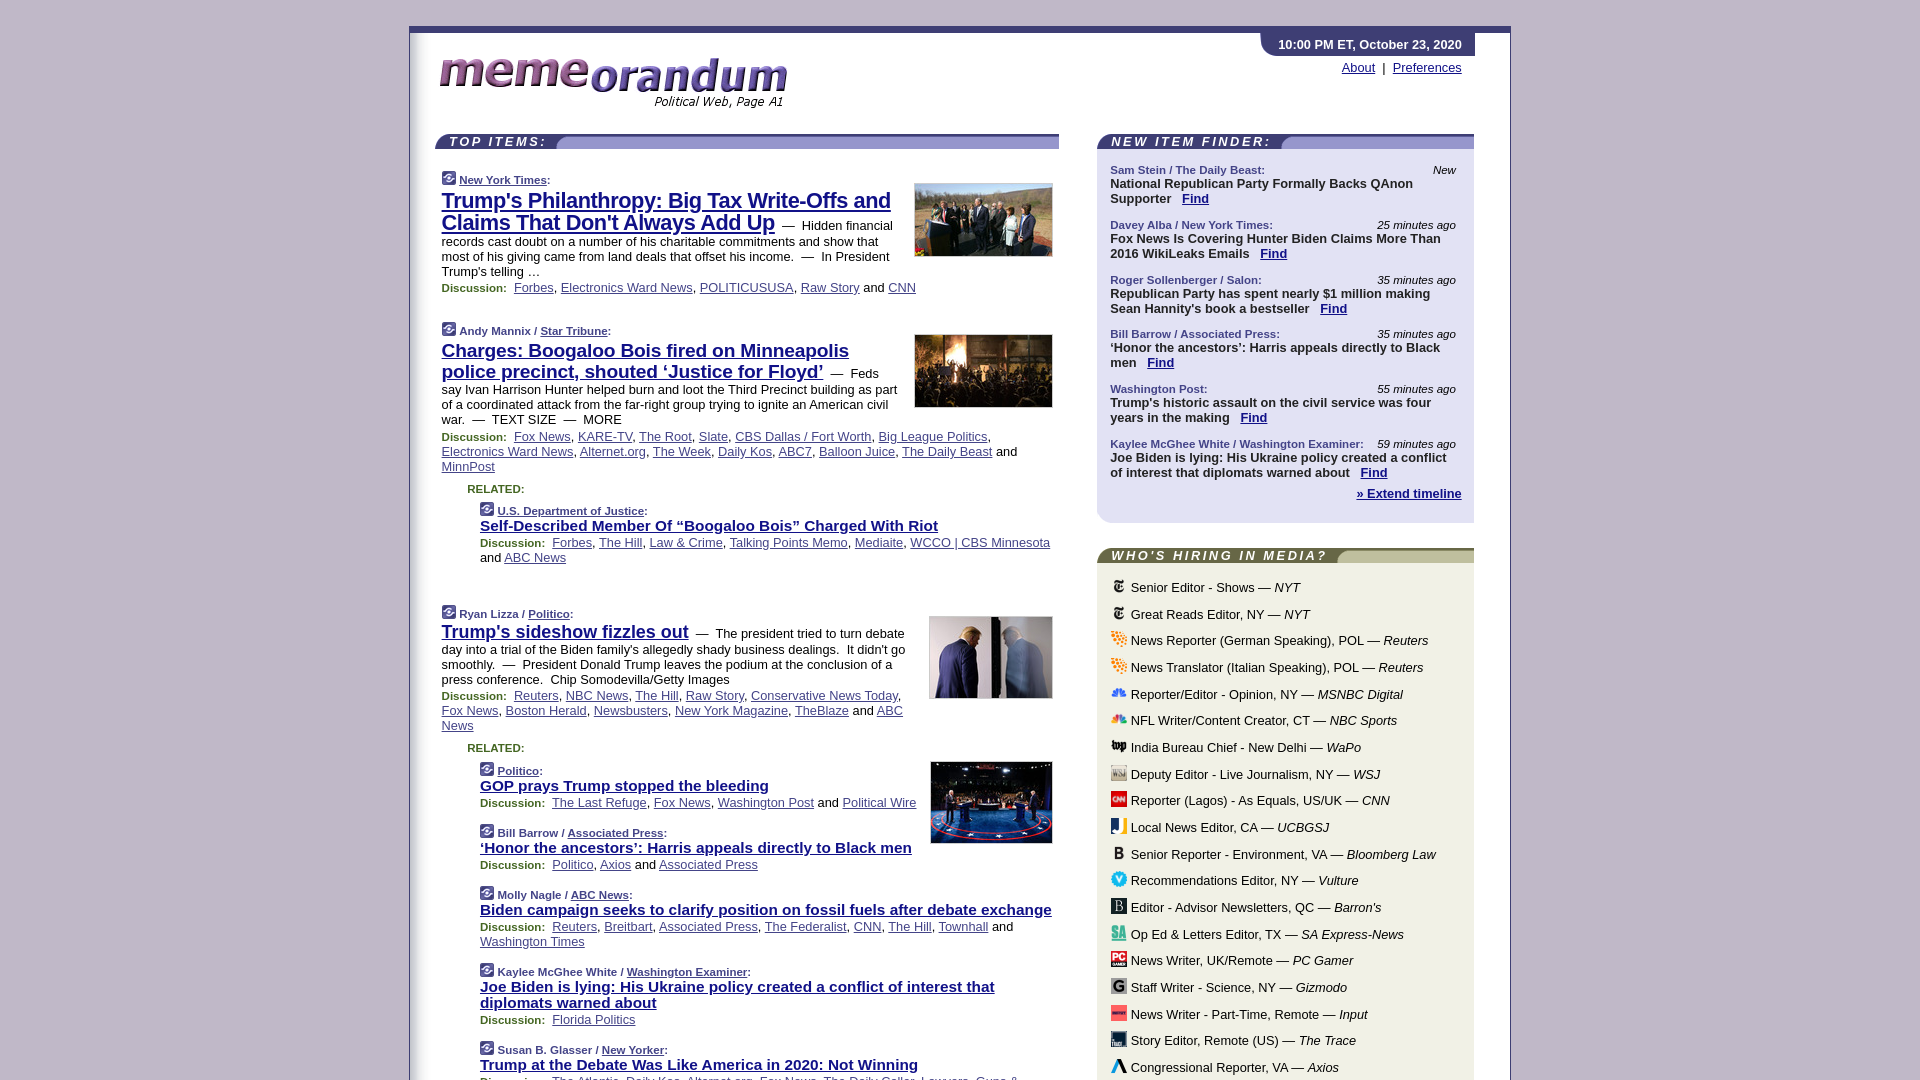 10:00 PM ET, October 23, 2020
About | Preferences
memeorandum
Political Web, Page A1
TOP ITEMS:
New York Times:
Trump's Philanthropy: Big Tax Write-Offs and
Claims That Don't Always Add Up — Hidden financial
records cast doubt on a number of his charitable commitments and show that
most of his giving came from land deals that offset his income. — In President
Trump's telling …
Discussion: Forbes, Electronics Ward News, POLITICUSUSA, Raw Story and CNN
Andy Mannix / Star Tribune:
Charges: Boogaloo Bois fired on Minneapolis
police precinct, shouted ‘Justice for Floyd’ — Feds
say Ivan Harrison Hunter helped burn and loot the Third Precinct building as part
of a coordinated attack from the far-right group trying to ignite an American civil
war. — TEXT SIZE — MORE
Discussion: Fox News, KARE-TV, The Root, Slate, CBS Dallas / Fort Worth, Big League Politics,
Electronics Ward News, Alternet.org, The Week, Daily Kos, ABC7, Balloon Juice, The Daily Beast and
MinnPost
RELATED:
U.S. Department of Justice:
Self-Described Member Of “Boogaloo Bois” Charged With Riot
Discussion: Forbes, The Hill, Law & Crime, Talking Points Memo, Mediaite, WCCO | CBS Minnesota
and ABC News
Ryan Lizza / Politico:
Trump's sideshow fizzles out — The president tried to turn debate
day into a trial of the Biden family's allegedly shady business dealings. It didn't go
smoothly. — President Donald Trump leaves the podium at the conclusion of a
press conference. Chip Somodevilla/Getty Images
Discussion: Reuters, NBC News, The Hill, Raw Story, Conservative News Today,
Fox News, Boston Herald, Newsbusters, New York Magazine, TheBlaze and ABC
News
RELATED:
Politico:
GOP prays Trump stopped the bleeding
Discussion: The Last Refuge, Fox News, Washington Post and Political Wire
Bill Barrow / Associated Press:
‘Honor the ancestors’: Harris appeals directly to Black men
Discussion: Politico, Axios and Associated Press
Molly Nagle / ABC News:
Biden campaign seeks to clarify position on fossil fuels after debate exchange
Discussion: Reuters, Breitbart, Associated Press, The Federalist, CNN, The Hill, Townhall and
Washington Times
Kaylee McGhee White / Washington Examiner:
Joe Biden is lying: His Ukraine policy created a conflict of interest that
diplomats warned about
Discussion: Florida Politics
Susan B. Glasser / New Yorker:
Trump at the Debate Was Like America in 2020: Not Winning
Discussion: The Atlantic, Daily Kos, Alternet.org, Fox News, The Daily Caller, Lawyers, Guns &
NEW ITEM FINDER:
Sam Stein / The Daily Beast: New
National Republican Party Formally Backs QAnon
Supporter Find
Davey Alba / New York Times: 25 minutes ago
Fox News Is Covering Hunter Biden Claims More Than
2016 WikiLeaks Emails Find
Roger Sollenberger / Salon: 35 minutes ago
Republican Party has spent nearly $1 million making
Sean Hannity's book a bestseller Find
Bill Barrow / Associated Press: 35 minutes ago
‘Honor the ancestors’: Harris appeals directly to Black
men Find
Washington Post: 55 minutes ago
Trump's historic assault on the civil service was four
years in the making Find
Kaylee McGhee White / Washington Examiner: 59 minutes ago
Joe Biden is lying: His Ukraine policy created a conflict
of interest that diplomats warned about Find
» Extend timeline
WHO'S HIRING IN MEDIA?
Senior Editor - Shows — NYT
Great Reads Editor, NY — NYT
News Reporter (German Speaking), POL — Reuters
News Translator (Italian Speaking), POL — Reuters
Reporter/Editor - Opinion, NY — MSNBC Digital
NFL Writer/Content Creator, CT — NBC Sports
India Bureau Chief - New Delhi — WaPo
Deputy Editor - Live Journalism, NY — WSJ
Reporter (Lagos) - As Equals, US/UK — CNN
Local News Editor, CA — UCBGSJ
Senior Reporter - Environment, VA — Bloomberg Law
Recommendations Editor, NY — Vulture
Editor - Advisor Newsletters, QC — Barron's
Op Ed & Letters Editor, TX — SA Express-News
News Writer, UK/Remote — PC Gamer
Staff Writer - Science, NY — Gizmodo
News Writer - Part-Time, Remote — Input
Story Editor, Remote (US) — The Trace
Congressional Reporter, VA — Axios